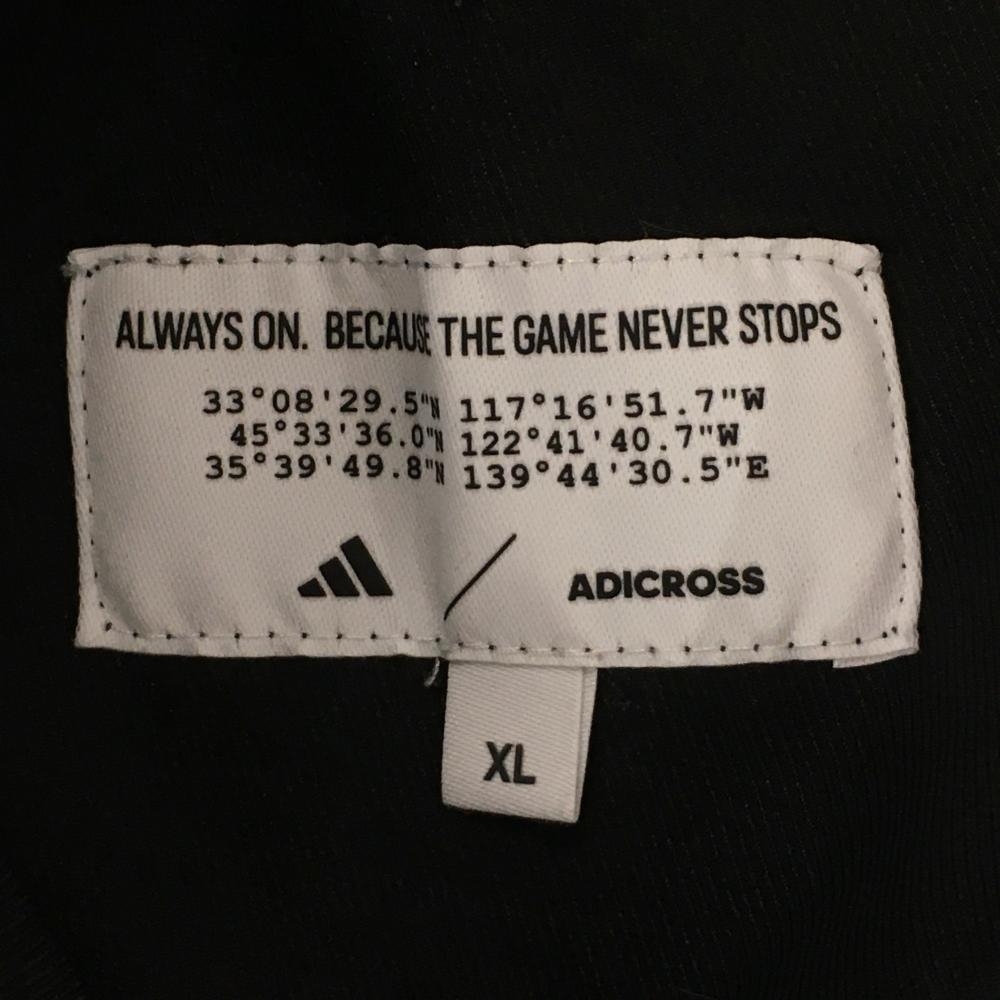 ALWAYS ON. BECAUSE THE GAME NEVER STOPS
33°08'29.5"N 117°16'51.7"W
45°33'36.0"N 122°41'40.7"W
35°39'49.8"N 139°44'30.5"E
ADICROSS
XL